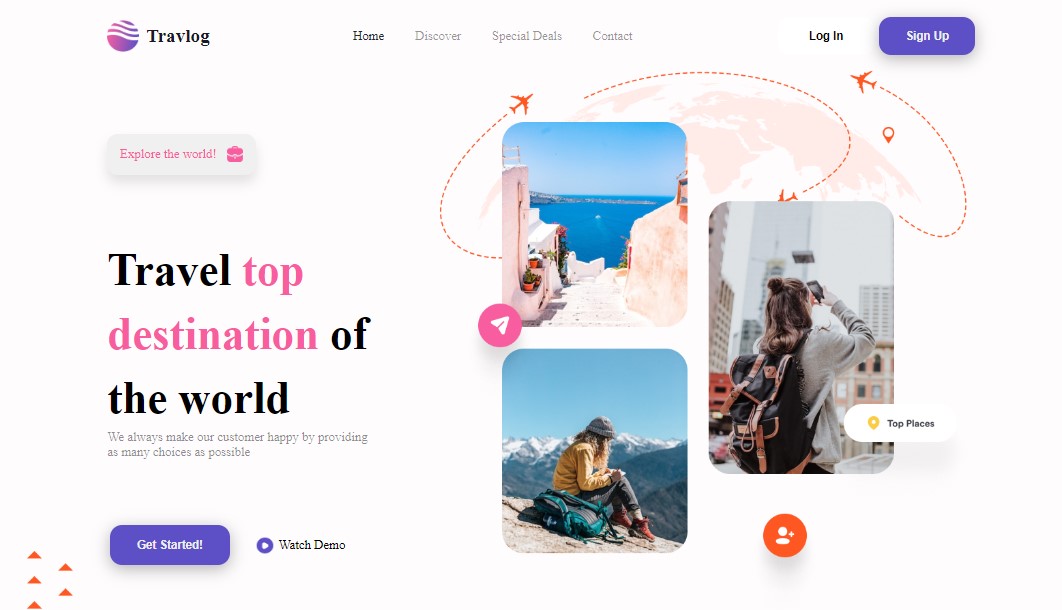 Travlog
Home
Discover
Special Deals
Contact
Log In
Sign Up
Explore the world!
Travel top
destination of
the world
We always make our customer happy by providing
as many choices as possible
Top Places
Get Started!
Watch Demo